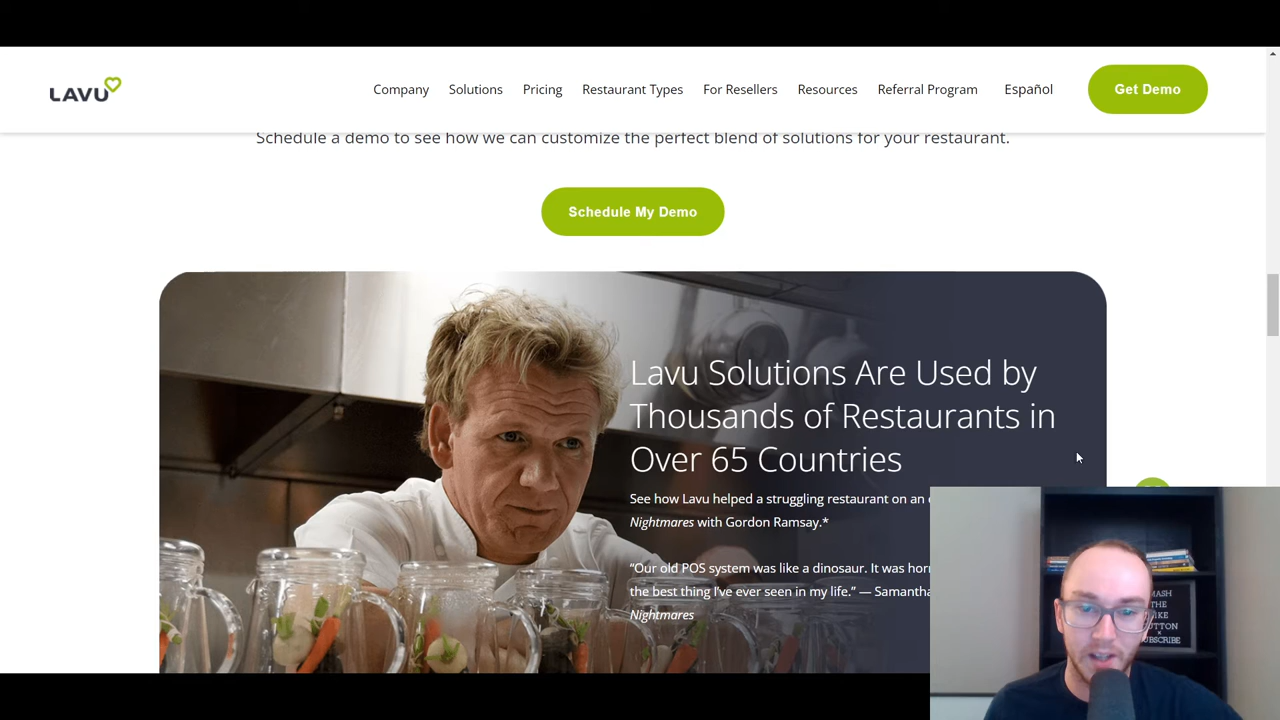 LAVU
Company Solutions Pricing Restaurant Types For Resellers Resources Referral Program Español Get Demo
Schedule a demo to see how we can customize the perfect blend of solutions for your restaurant.
Schedule My Demo
Lavu Solutions Are Used by
Thousands of Restaurants in
Over 65 Countries
See how Lavu helped a struggling restaurant on an
Nightmares with Gordon Ramsay.*
“Our old POS system was like a dinosaur. It was
the best thing I’ve ever seen in my life.” — Samantha
Nightmares
THE